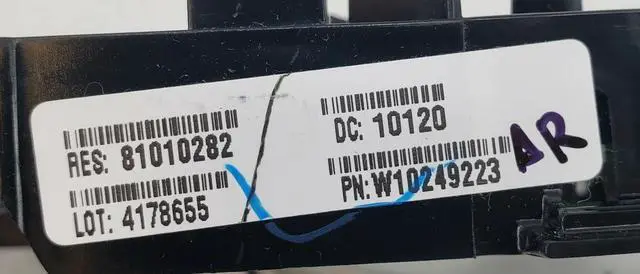 RES: 81010282
LOT: 4178655
DC: 10120
PN: W10249223
AR